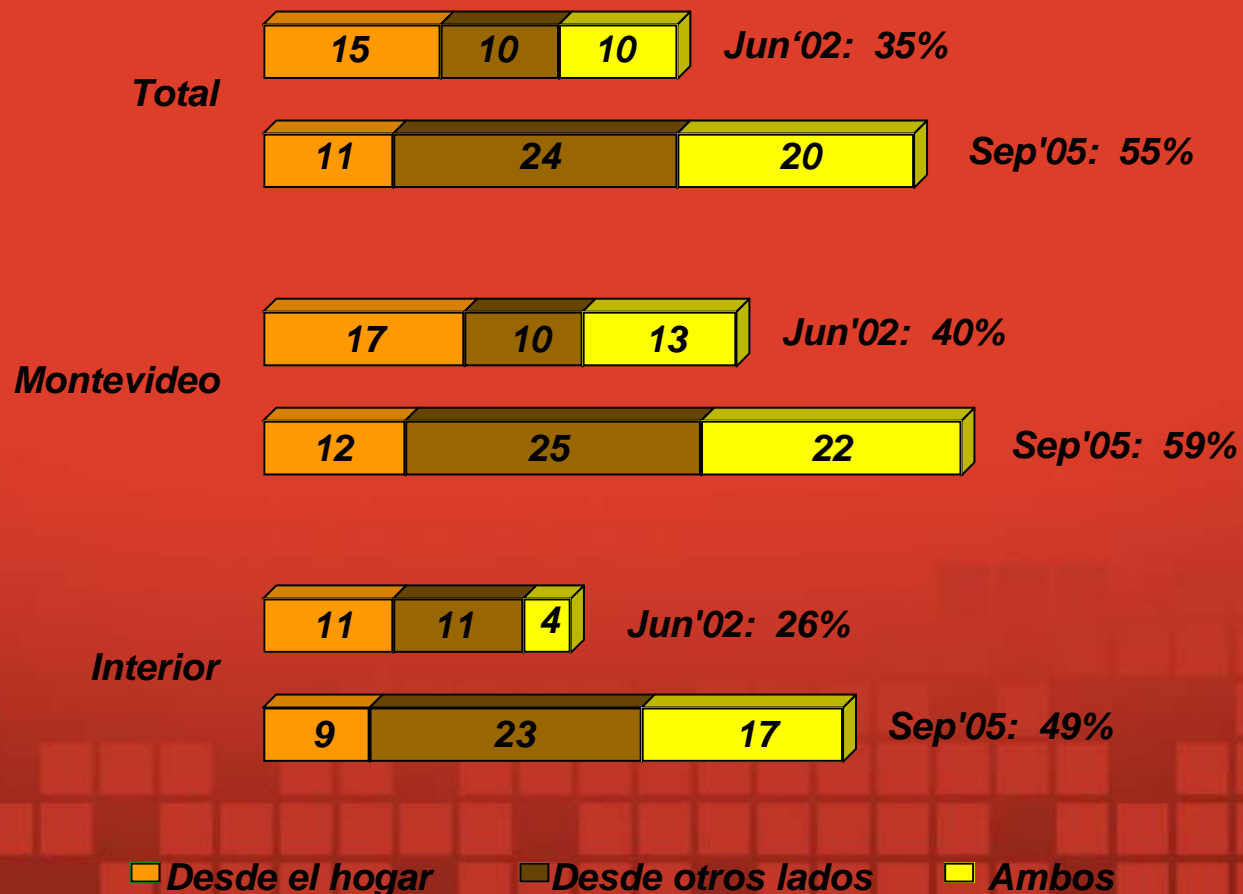 15 10 10 Jun‘02: 35%
Total
11 24 20 Sep'05: 55%
17 10 13 Jun'02: 40%
Montevideo
12 25 22 Sep'05: 59%
11 11 4 Jun'02: 26%
Interior
9 23 17 Sep'05: 49%
Desde el hogar Desde otros lados Ambos